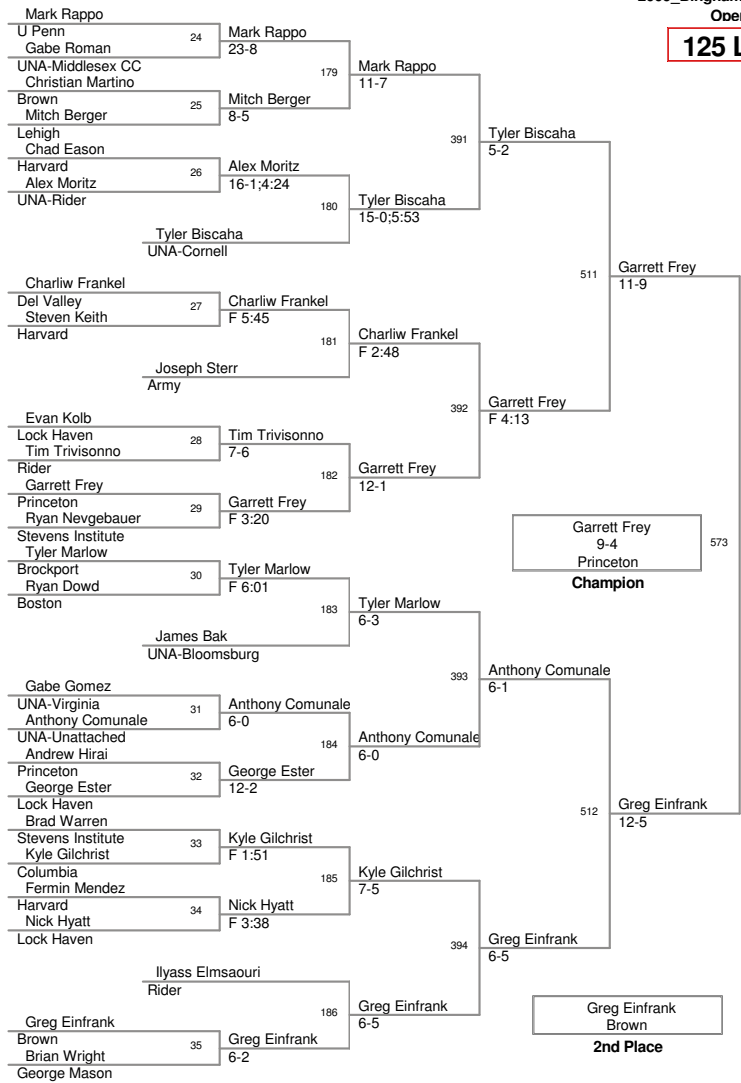 2009_Bingham
Open
125 L
Mark Rappo
U Penn
24
Mark Rappo
23-8
Gabe Roman
UNA-Middlesex CC
179
Mark Rappo
11-7
Christian Martino
Brown
25
Mitch Berger
8-5
Mitch Berger
Lehigh
391
Tyler Biscaha
5-2
Chad Eason
Harvard
26
Alex Moritz
16-1;4:24
Alex Moritz
UNA-Rider
180
Tyler Biscaha
15-0;5:53
Tyler Biscaha
UNA-Cornell
511
Garrett Frey
11-9
Charliw Frankel
Del Valley
27
Charliw Frankel
F 5:45
Steven Keith
Harvard
181
Charliw Frankel
F 2:48
Joseph Sterr
Army
392
Garrett Frey
F 4:13
Evan Kolb
Lock Haven
28
Tim Trivisonno
7-6
Tim Trivisonno
Rider
182
Garrett Frey
12-1
Garrett Frey
Princeton
29
Garrett Frey
F 3:20
Ryan Nevgebauer
Stevens Institute
Garrett Frey
9-4
Princeton
573
Champion
Tyler Marlow
Brockport
30
Tyler Marlow
F 6:01
Ryan Dowd
Boston
183
Tyler Marlow
6-3
James Bak
UNA-Bloomsburg
393
Anthony Comunale
6-1
Gabe Gomez
UNA-Virginia
31
Anthony Comunale
6-0
Anthony Comunale
UNA-Unattached
184
Anthony Comunale
6-0
Andrew Hirai
Princeton
32
George Ester
12-2
George Ester
Lock Haven
512
Greg Einfrank
12-5
Brad Warren
Stevens Institute
33
Kyle Gilchrist
F 1:51
Kyle Gilchrist
Columbia
185
Kyle Gilchrist
7-5
Fermin Mendez
Harvard
34
Nick Hyatt
F 3:38
Nick Hyatt
Lock Haven
394
Greg Einfrank
6-5
Ilyass Elmsaouri
Rider
186
Greg Einfrank
6-5
Greg Einfrank
Brown
35
Greg Einfrank
6-2
Brian Wright
George Mason
Greg Einfrank
Brown
2nd Place